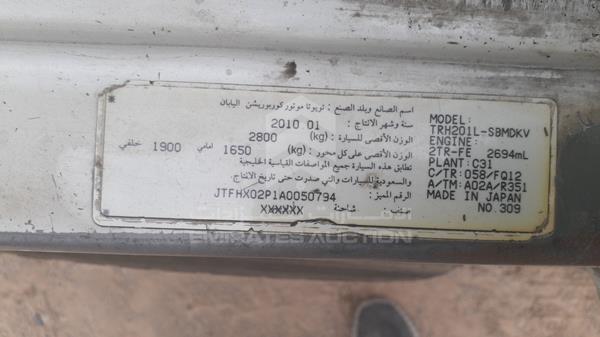 اسم الصانع وبلد الصنع : تويوتا موتور كوربوريشن اليابان
سنة وشهر الانتاج : 01 2010
الوزن الأقصى للسيارة : (kg) 2800
الوزن الأقصى على كل محور : (kg) 1650 امامي 1900 خلفي
تطابق هذه السيارة جميع المواصفات القياسية الخليجية
والسعودية للسيارات والتي صدرت حتى تاريخ الإنتاج
الرقم المميز : JTFHX02P1A0050794
شاحنة XXXXXX
MODEL:
TRH201L-SBMDKV
ENGINE:
2TR-FE 2694mL
PLANT: C31
C/TR: 058/FQ12
A/TM: A02A/R351
MADE IN JAPAN
NO. 309
EMIRATES AUCTION